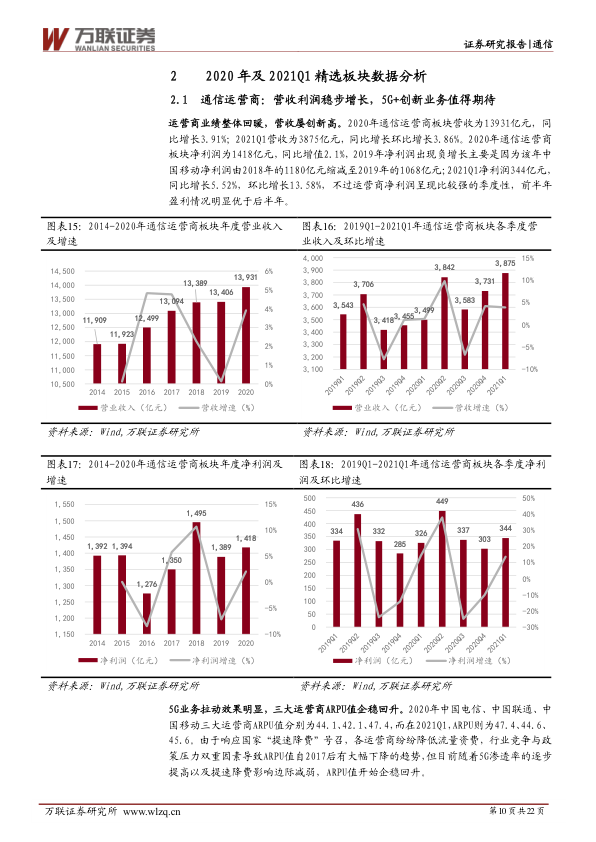 万联证券
WANLIAN SECURITIES
证券研究报告|通信
2 2020 年及 2021Q1 精选板块数据分析
2.1 通信运营商：营收利润稳步增长，5G+创新业务值得期待
运营商业绩整体回暖，营收屡创新高。2020年通信运营商板块营收为13931亿元，同
比增长3.91%；2021Q1营收为3875亿元，同比增长环比增长3.86%。2020年通信运营商
板块净利润为1418亿元，同比增值2.1%，2019年净利润出现负增长主要是因为该年中
国移动净利润由2018年的1180亿元缩减至2019年的1068亿元；2021Q1净利润344亿元，
同比增长5.52%，环比增长13.58%，不过运营商净利润呈现比较强的季度性，前半年
盈利情况明显优于后半年。
图表15：2014-2020年通信运营商板块年度营业收入
及增速
14,500
14,000
13,500
13,000
12,500
12,000
11,500
11,000
10,500
11,909
11,923
12,499
13,094
13,389
13,406
13,931
6%
5%
4%
3%
2%
1%
0%
2014 2015 2016 2017 2018 2019 2020
营业收入（亿元） 营收增速（%）
资料来源：Wind,万联证券研究所
图表16：2019Q1-2021Q1年通信运营商板块各季度营
业收入及环比增速
4,000
3,900
3,800
3,700
3,600
3,500
3,400
3,300
3,200
3,100
3,543
3,706
3,418
3,455
3,499
3,842
3,583
3,731
3,875
15%
10%
5%
0%
-5%
-10%
2019Q1 2019Q2 2019Q3 2019Q4 2020Q1 2020Q2 2020Q3 2020Q4 2021Q1
营业收入（亿元） 营收增速（%）
资料来源：Wind,万联证券研究所
图表17：2014-2020年通信运营商板块年度净利润及
增速
1,550
1,500
1,450
1,400
1,350
1,300
1,250
1,200
1,150
1,392
1,394
1,276
1,350
1,495
1,389
1,418
15%
10%
5%
0%
-5%
-10%
2014 2015 2016 2017 2018 2019 2020
净利润（亿元） 净利润增速（%）
资料来源：Wind,万联证券研究所
图表18：2019Q1-2021Q1年通信运营商板块各季度净利
润及环比增速
500
450
400
350
300
250
200
150
100
50
0
334
436
332
285
326
449
337
303
344
50%
40%
30%
20%
10%
0%
-10%
-20%
-30%
2019Q1 2019Q2 2019Q3 2019Q4 2020Q1 2020Q2 2020Q3 2020Q4 2021Q1
净利润（亿元） 净利润增速（%）
资料来源：Wind,万联证券研究所
5G业务拉动效果明显，三大运营商ARPU值企稳回升。2020年中国电信、中国联通、中
国移动三大运营商ARPU值分别为44.1、42.1、47.4，而在2021Q1，ARPU则为47.4、44.6、
45.6。由于响应国家“提速降费”号召，各运营商纷纷降低流量资费，行业竞争与政
策压力双重因素导致ARPU值自2017后有大幅下降的趋势，但目前随着5G渗透率的逐步
提高以及提速降费影响边际减弱、ARPU值开始企稳回升。
万联证券研究所 www.wlzq.cn
第 10 页 共 22 页